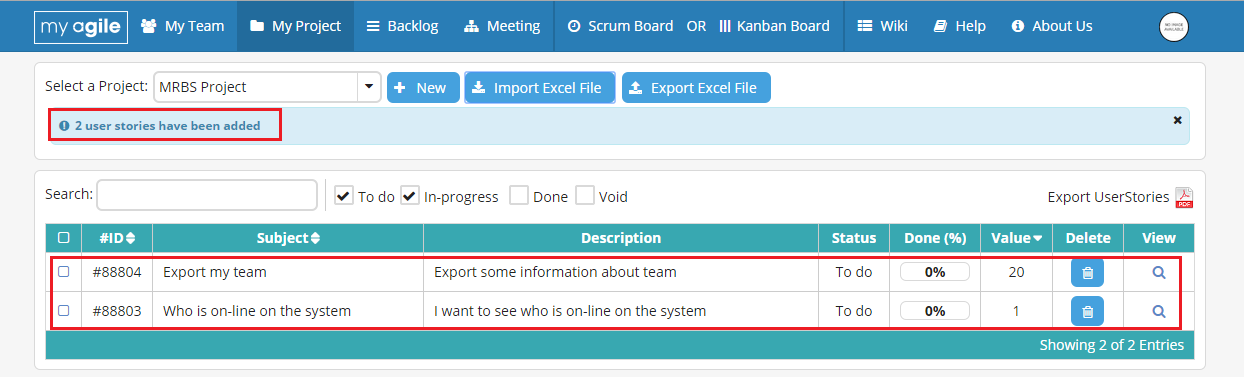 my agile My Team My Project Backlog Meeting Scrum Board OR Kanban Board Wiki Help About Us NO IMAGE AVAILABLE
Select a Project: MRBS Project New Import Excel File Export Excel File
2 user stories have been added
Search: To do In-progress Done Void Export UserStories PDF
#ID Subject Description Status Done (%) Value Delete View
#88804 Export my team Export some information about team To do 0% 20
#88803 Who is on-line on the system I want to see who is on-line on the system To do 0% 1
Showing 2 of 2 Entries